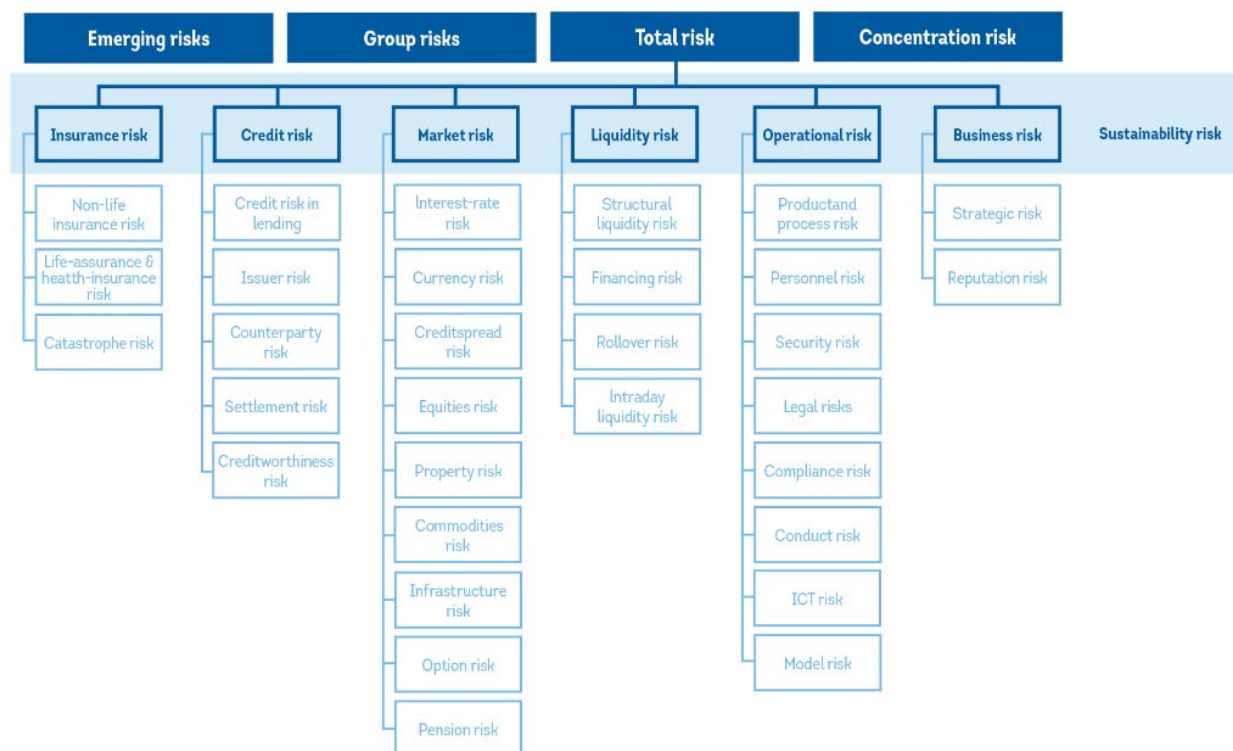 Emerging risks
Group risks
Total risk
Concentration risk
Insurance risk
Credit risk
Market risk
Liquidity risk
Operational risk
Business risk
Sustainability risk
Non-life
insurance risk
Life-assurance &
heatth-insurance
risk
Catastrophe risk
Credit risk in
lending
Issuer risk
Counterparty
risk
Settlement risk
Creditworthiness
risk
Interest-rate
risk
Currency risk
Creditspread
risk
Equities risk
Property risk
Commodities
risk
Infrastructure
risk
Option risk
Pension risk
Structural
liquidity risk
Financing risk
Rollover risk
Intraday
liquidity risk
Productand
process risk
Personnel risk
Security risk
Legal risks
Compliance risk
Conduct risk
ICT risk
Model risk
Strategic risk
Reputation risk